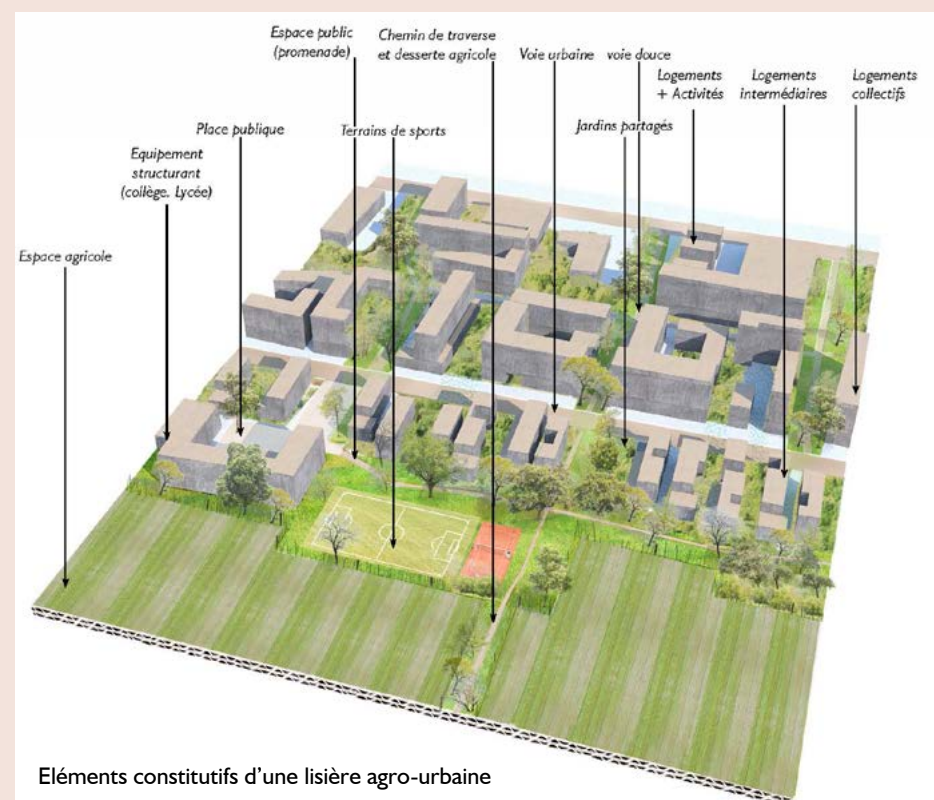 Espace public
(promenade)
Chemin de traverse
et desserte agricole
Voie urbaine
voie douce
Logements
+ Activités
Logements
intermédiaires
Logements
collectifs
Place publique
Terrains de sports
Jardins partagés
Equipement
structurant
(collège, Lycée)
Espace agricole
Eléments constitutifs d'une lisière agro-urbaine